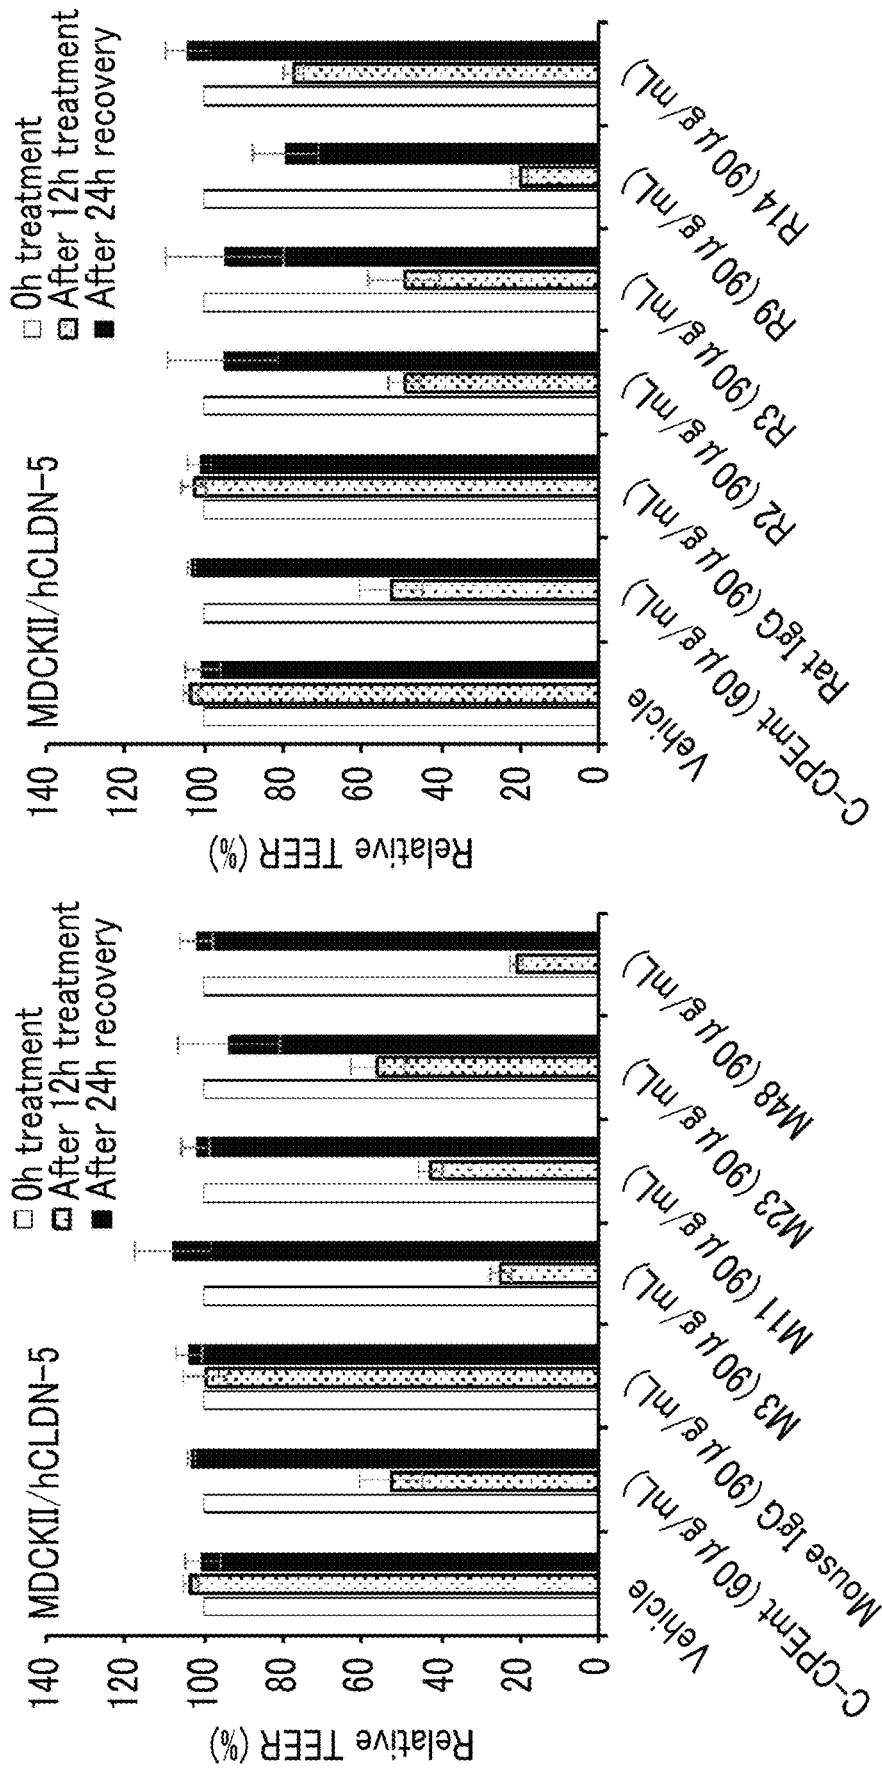 MDCKII/hCLDN-5
0h treatment
After 12h treatment
After 24h recovery
Relative TEER (%)
140
120
100
80
60
40
20
0
Vehicle
C-CPEmt (60 μg/mL)
Mouse IgG (90 μg/mL)
M3 (90 μg/mL)
M11 (90 μg/mL)
M23 (90 μg/mL)
M48 (90 μg/mL)
MDCKII/hCLDN-5
0h treatment
After 12h treatment
After 24h recovery
Relative TEER (%)
140
120
100
80
60
40
20
0
Vehicle
C-CPEmt (60 μg/mL)
Rat IgG (90 μg/mL)
R2 (90 μg/mL)
R3 (90 μg/mL)
R9 (90 μg/mL)
R14 (90 μg/mL)